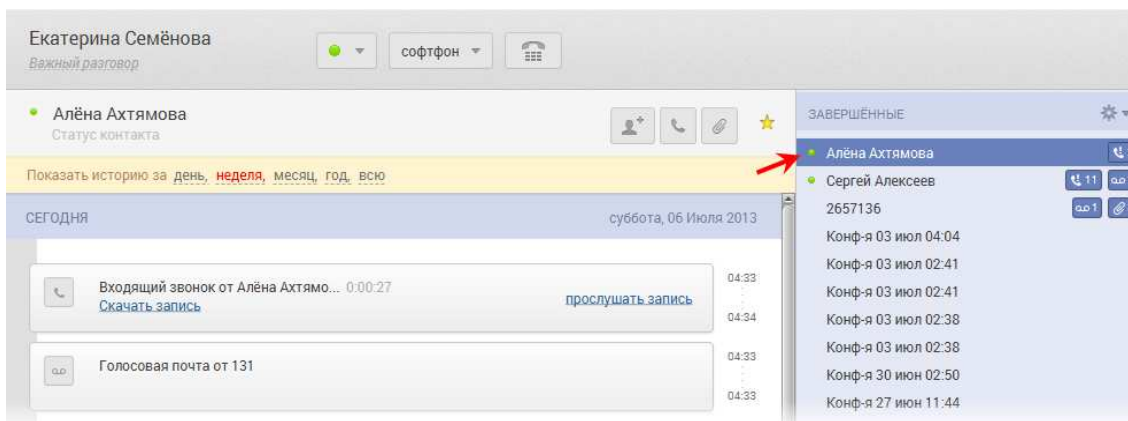 Екатерина Семёнова
Важный разговор
софтфон
Алёна Ахтямова
Статус контакта
Показать историю за день, неделя, месяц, год, всю
СЕГОДНЯ суббота, 06 Июля 2013
Входящий звонок от Алёна Ахтямо... 0:00:27
Скачать запись
прослушать запись
04:33
04:34
Голосовая почта от 131
04:33
04:33
ЗАВЕРШЁННЫЕ
Алёна Ахтямова
Сергей Алексеев 11
2657136 1
Конф-я 03 июл 04:04
Конф-я 03 июл 02:41
Конф-я 03 июл 02:41
Конф-я 03 июл 02:38
Конф-я 03 июл 02:38
Конф-я 30 июн 02:50
Конф-я 27 июн 11:44